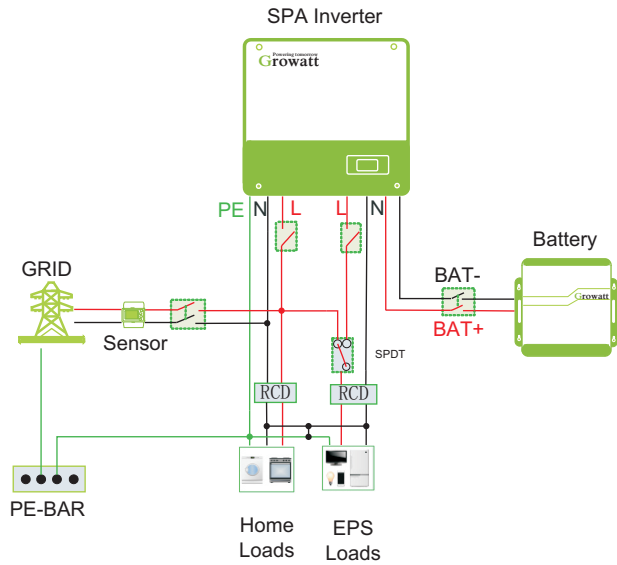 SPA Inverter
Powering tomorrow
Growatt
PE N L L N
Battery
GRID
BAT-
Growatt
BAT+
Sensor
SPDT
RCD RCD
PE-BAR
Home
Loads
EPS
Loads